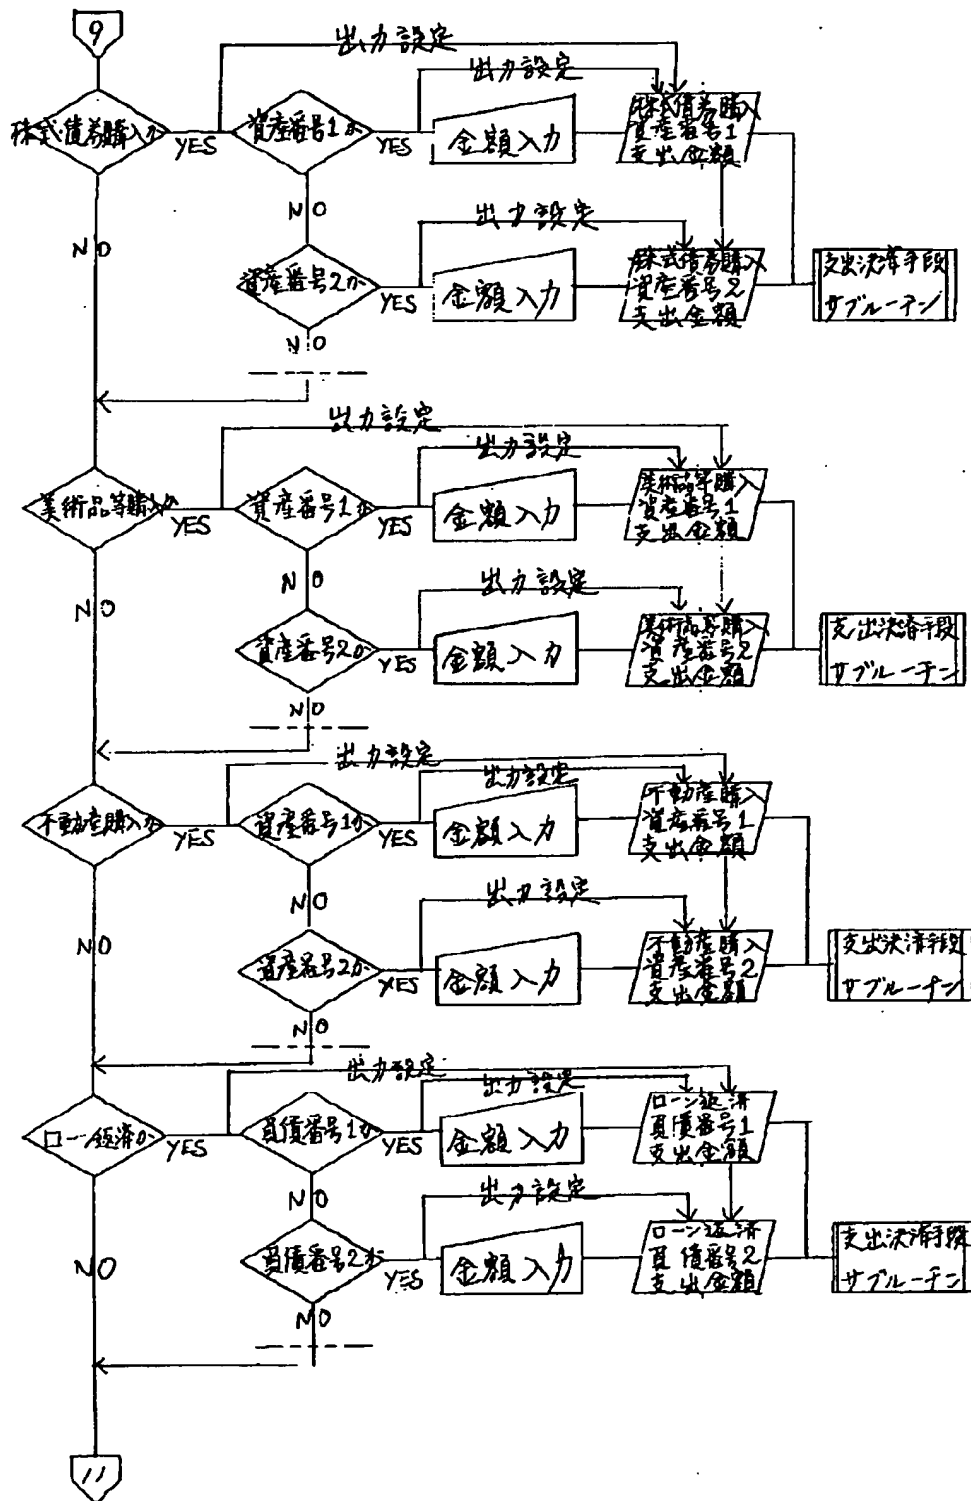 9
出力設定
出力設定
株式債券購入か
YES
資産番号1か
YES
金額入力
株式債券購入
資産番号1
支出金額
NO
NO
出力設定
資産番号2か
YES
金額入力
株式債券購入
資産番号2
支出金額
支出決済手段
サブルーチン
NO
出力設定
出力設定
美術品等購入か
YES
資産番号1か
YES
金額入力
美術品等購入
資産番号1
支出金額
NO
NO
出力設定
資産番号2か
YES
金額入力
美術品等購入
資産番号2
支出金額
支出決済手段
サブルーチン
NO
出力設定
出力設定
不動産購入か
YES
資産番号1か
YES
金額入力
不動産購入
資産番号1
支出金額
NO
NO
出力設定
資産番号2か
YES
金額入力
不動産購入
資産番号2
支出金額
支出決済手段
サブルーチン
NO
出力設定
出力設定
ローン返済か
YES
負債番号1か
YES
金額入力
ローン返済
負債番号1
支出金額
NO
NO
出力設定
負債番号2か
YES
金額入力
ローン返済
負債番号2
支出金額
支出決済手段
サブルーチン
NO
11